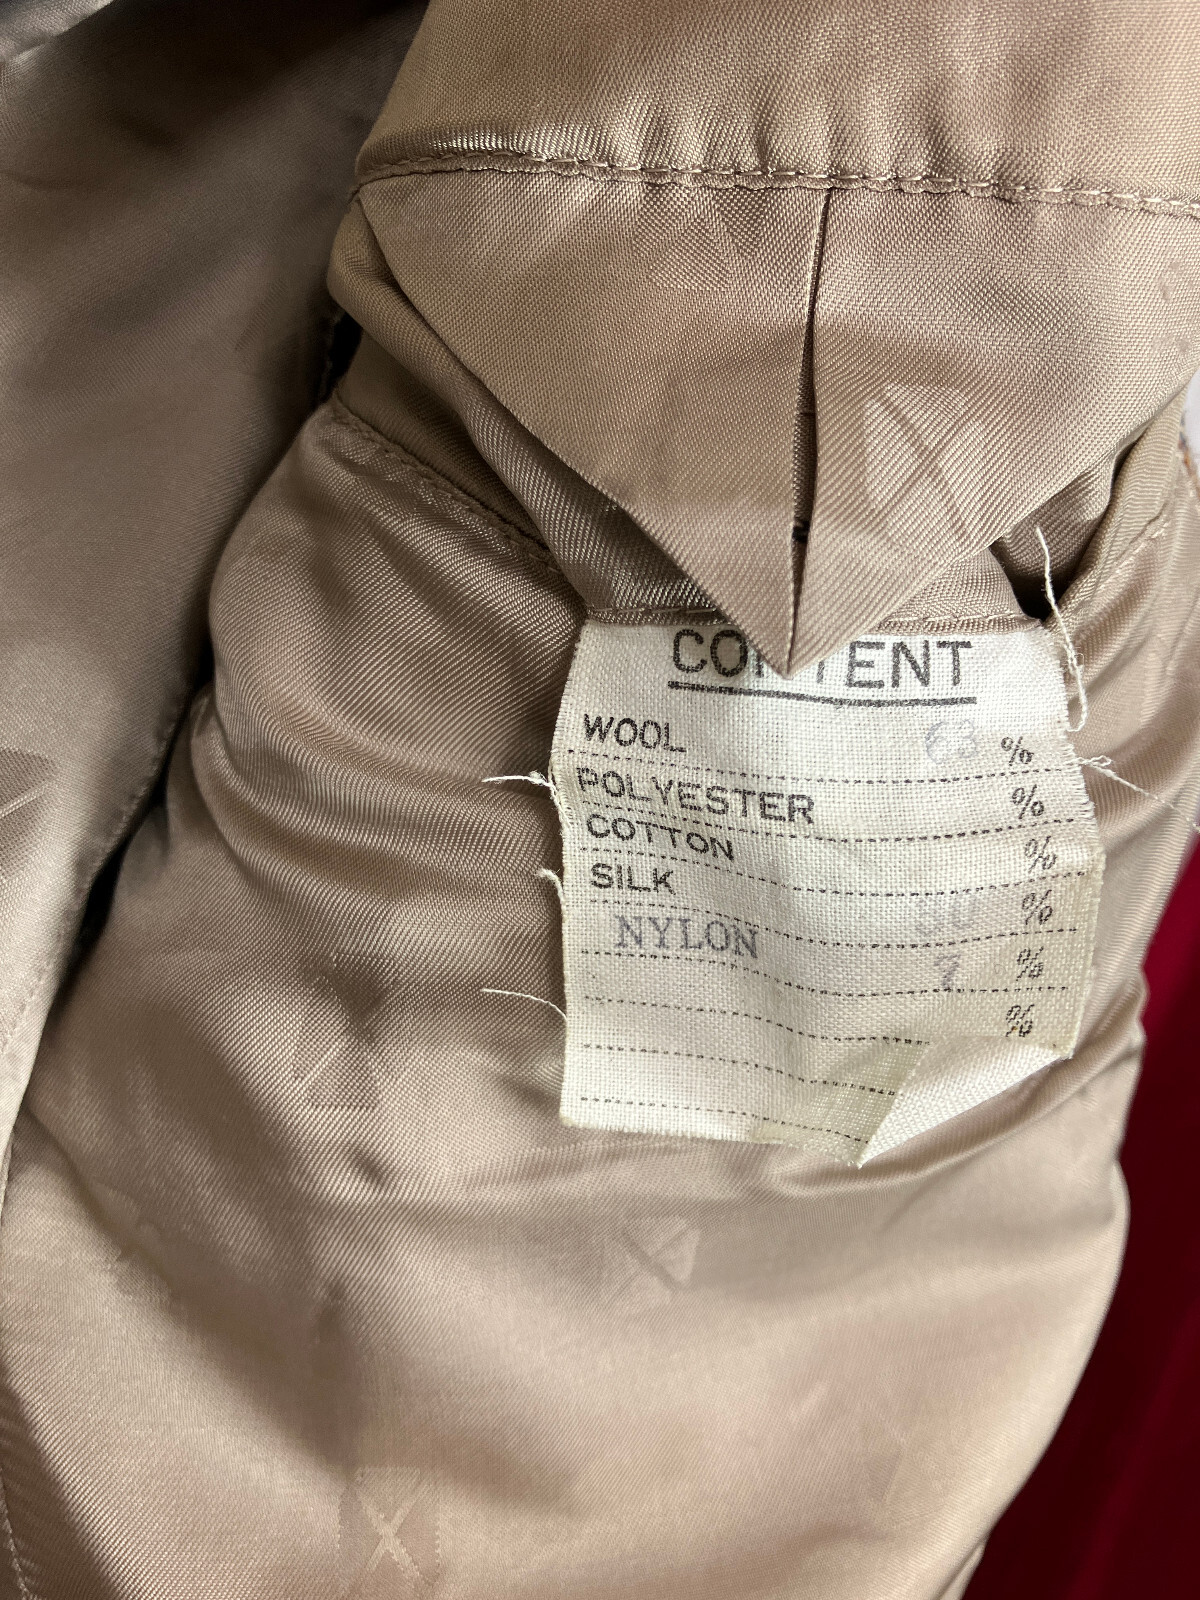 CONTENT
WOOL 63 %
POLYESTER %
COTTON %
SILK 30 %
NYLON 7 %
%